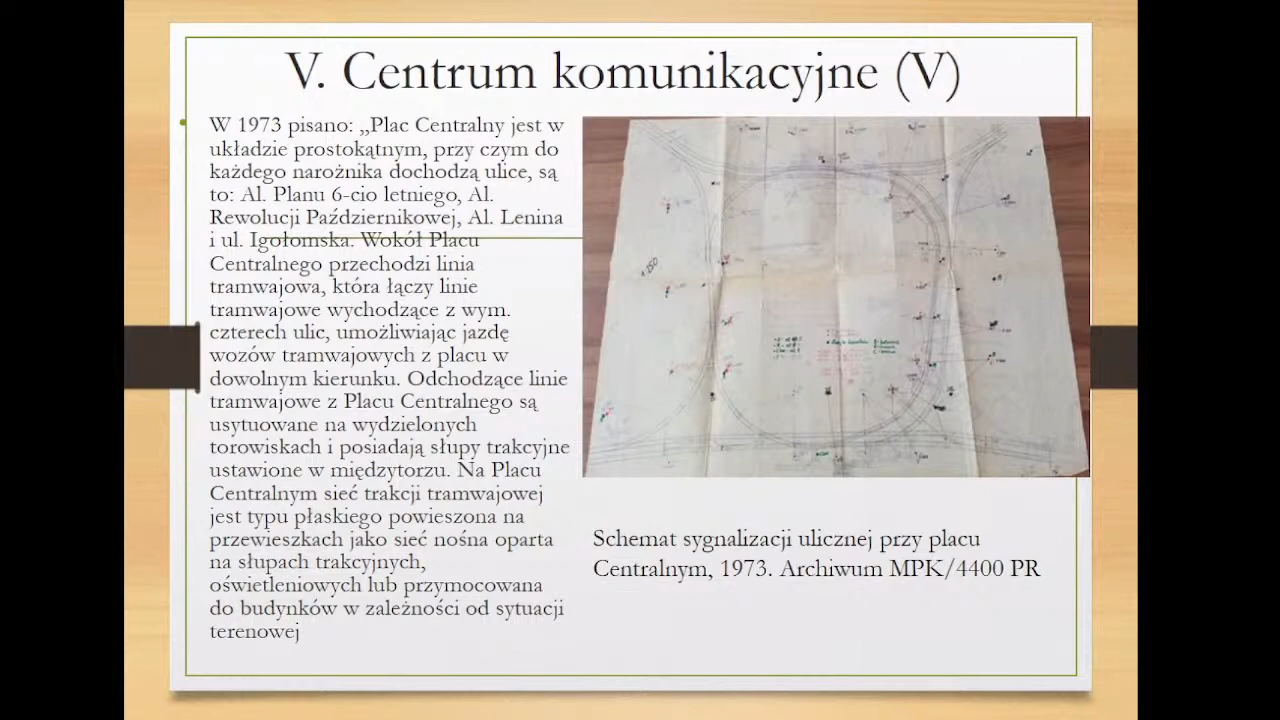 V. Centrum komunikacyjne (V)
W 1973 pisano: „Plac Centralny jest w
układzie prostokątnym, przy czym do
każdego narożnika dochodzą ulice, są
to: Al. Planu 6-cio letniego, Al.
Rewolucji Październikowej, Al. Lenina
i ul. Igołomska. Wokół Placu
Centralnego przechodzi linia
tramwajowa, która łączy linie
tramwajowe wychodzące z wym.
czterech ulic, umożliwiając jazdę
wozów tramwajowych z placu w
dowolnym kierunku. Odchodzące linie
tramwajowe z Placu Centralnego są
usytuowane na wydzielonych
torowiskach i posiadają słupy trakcyjne
ustawione w międzytorzu. Na Placu
Centralnym sieć trakcji tramwajowej
jest typu płaskiego powieszona na
przewieszkach jako sieć nośna oparta
na słupach trakcyjnych,
oświetleniowych lub przymocowana
do budynków w zależności od sytuacji
terenowej
Schemat sygnalizacji ulicznej przy placu
Centralnym, 1973. Archiwum MPK/4400 PR